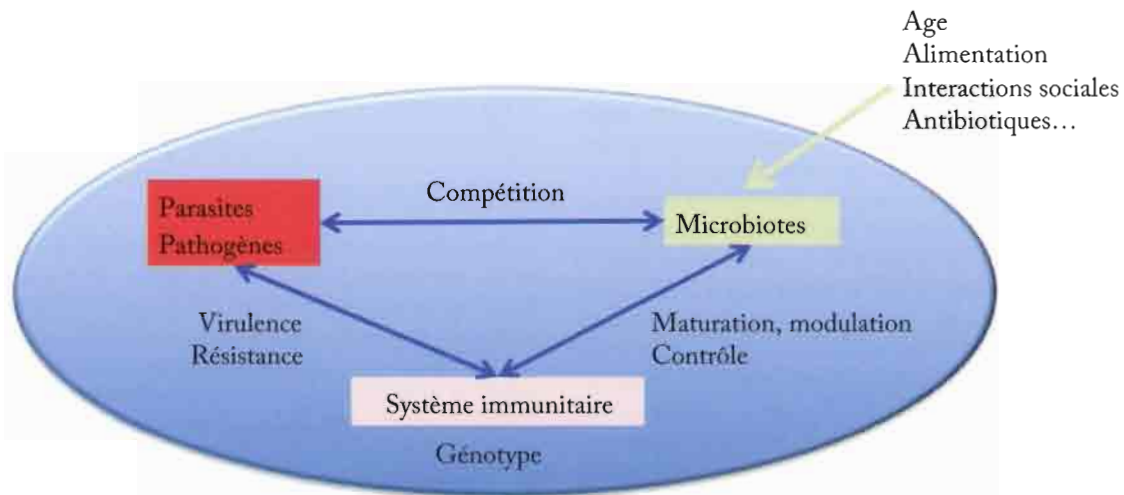 Age
Alimentation
Interactions sociales
Antibiotiques...
Parasites
Pathogènes
Compétition
Microbiotes
Virulence
Résistance
Maturation, modulation
Contrôle
Système immunitaire
Génotype